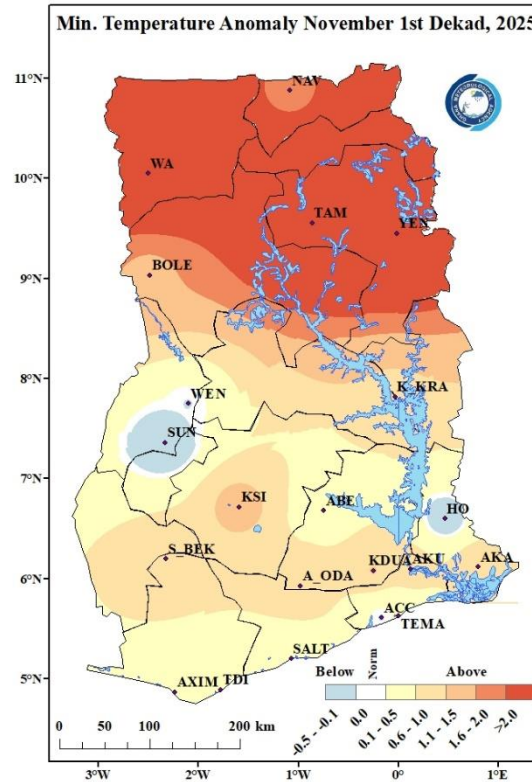 Min. Temperature Anomaly November 1st Dekad, 2025
11°N
NAV
WA
10°N
TAM
YEN
BOLE
9°N
8°N
K_KRA
WEN
SUN
7°N
KSI
ABE
HO
S_BEK
KDUA
AKU
AKA
6°N
A_ODA
ACC
TEMA
SALT
5°N
AXIM
TDI
Below
Norm
Above
-0.5 - -0.1
0.0
0.1 - 0.5
0.6 - 1.0
1.1 - 1.5
1.6 - 2.0
>2.0
0 50 100 200 km
3°W 2°W 1°W 0° 1°E